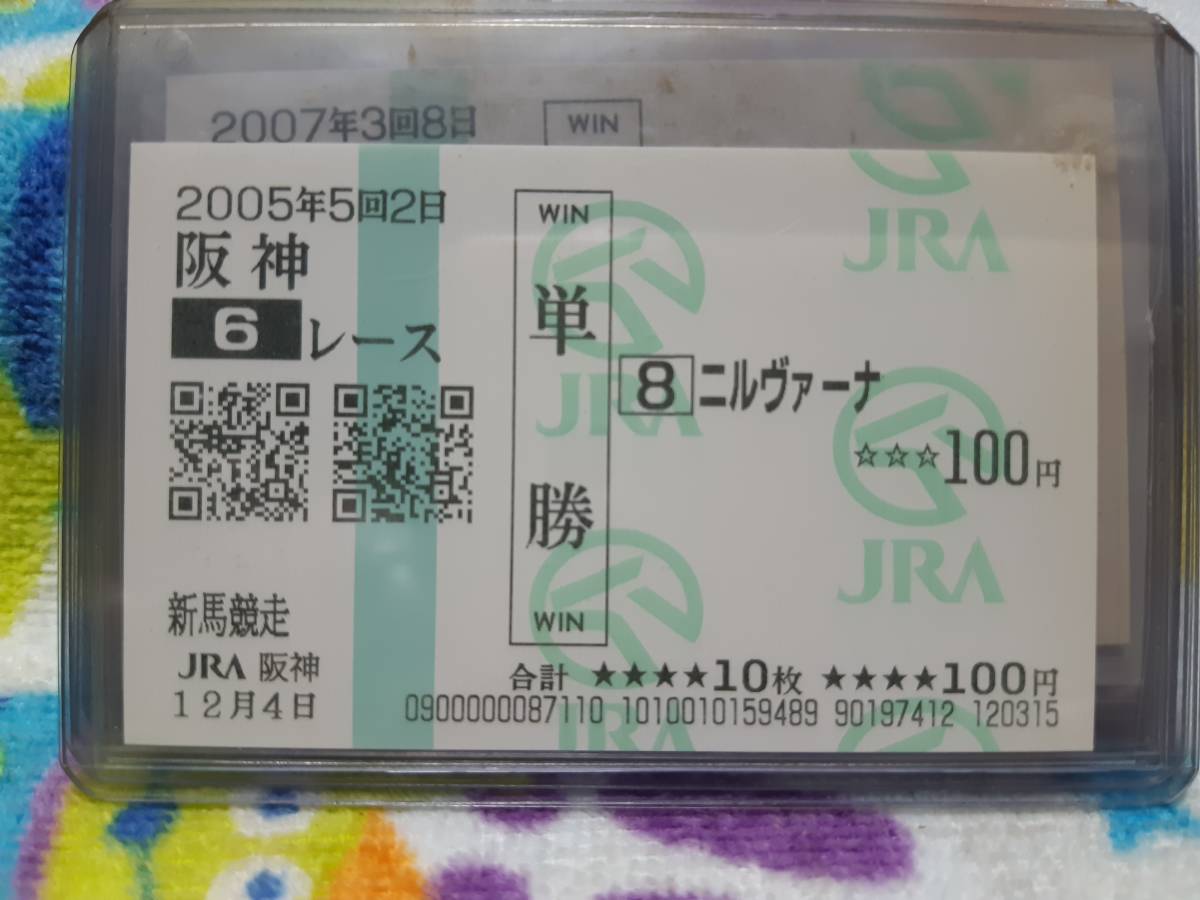 2007年3回8日
WIN
JRA
2005年5回2日
阪神
6レース
WIN
単勝
WIN
8ニルヴァーナ
☆☆☆100円
JRA
JRA
JRA
新馬競走
JRA 阪神
12月4日
合計 ★★★★10枚 ★★★★100円
0900000087110 1010010159489 90197412 120315